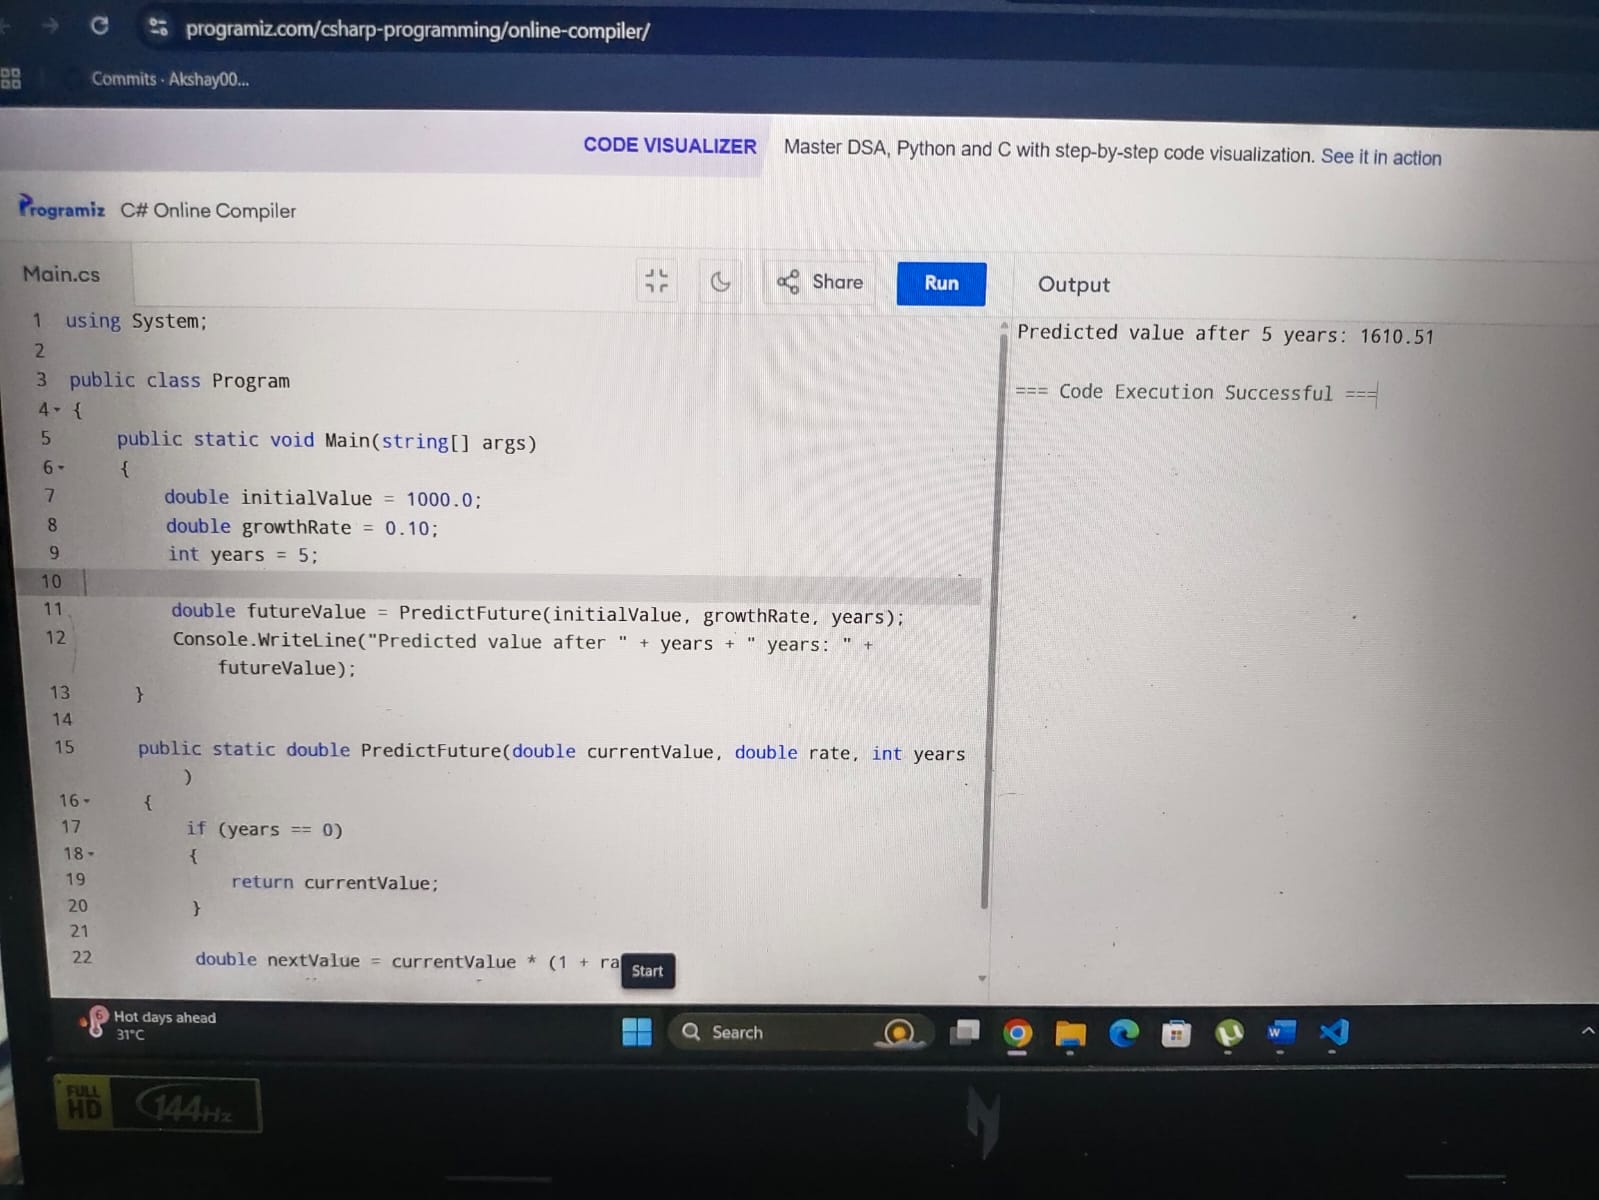 programiz.com/csharp-programming/online-compiler/
Commits · Akshay00...
CODE VISUALIZER Master DSA, Python and C with step-by-step code visualization. See it in action
Programiz C# Online Compiler
Main.cs Share Run Output
1 using System;
2
3 public class Program
4 {
5 public static void Main(string[] args)
6 {
7 double initialValue = 1000.0;
8 double growthRate = 0.10;
9 int years = 5;
10
11 double futureValue = PredictFuture(initialValue, growthRate, years);
12 Console.WriteLine("Predicted value after " + years + " years: " +
futureValue);
13 }
14
15 public static double PredictFuture(double currentValue, double rate, int years
)
16 {
17 if (years == 0)
18 {
19 return currentValue;
20 }
21
22 double nextValue = currentValue * (1 + ra
Predicted value after 5 years: 1610.51
=== Code Execution Successful ===
Start
6
Hot days ahead
31°C
Search
W
FULL HD
144Hz